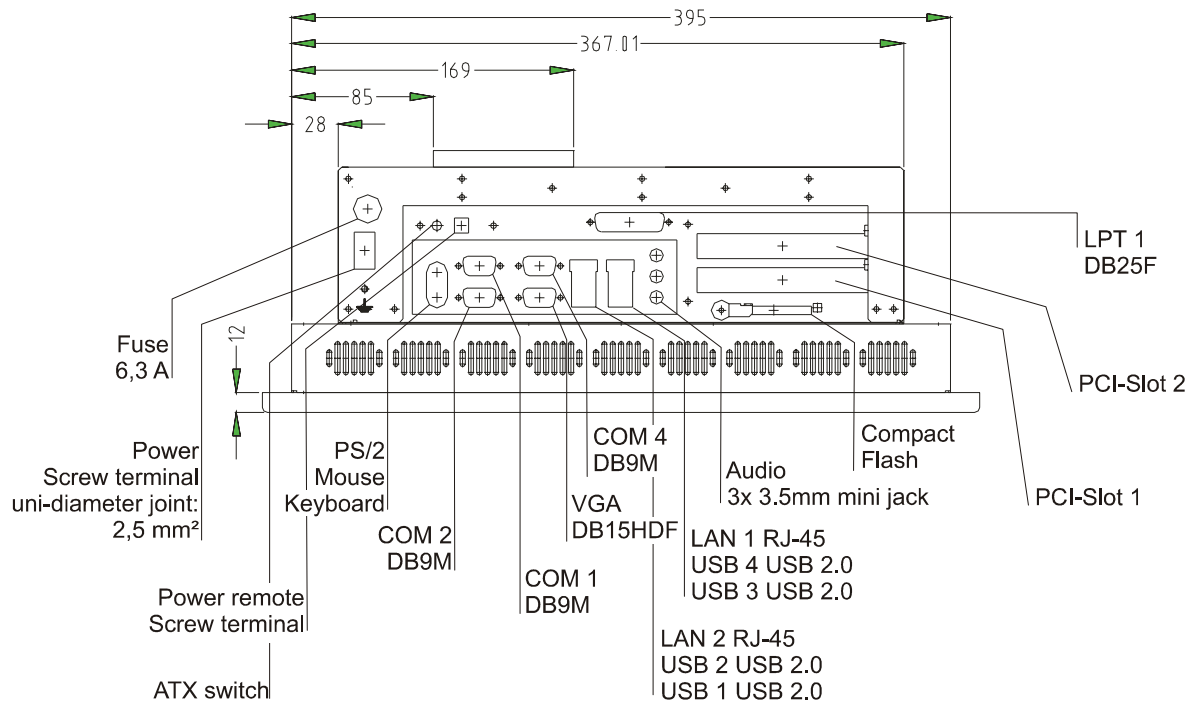 395
367.01
169
85
28
12
LPT 1
DB25F
Fuse
6,3 A
PCI-Slot 2
Power
Screw terminal
uni-diameter joint:
2,5 mm²
PS/2
Mouse
Keyboard
COM 4
DB9M
Compact
Flash
Audio
3x 3.5mm mini jack
PCI-Slot 1
VGA
DB15HDF
COM 2
DB9M
LAN 1 RJ-45
USB 4 USB 2.0
USB 3 USB 2.0
COM 1
DB9M
Power remote
Screw terminal
LAN 2 RJ-45
USB 2 USB 2.0
USB 1 USB 2.0
ATX switch